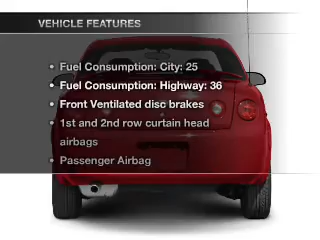 VEHICLE FEATURES
• Fuel Consumption: City: 25
• Fuel Consumption: Highway: 36
• Front Ventilated disc brakes
• 1st and 2nd row curtain head
airbags
• Passenger Airbag